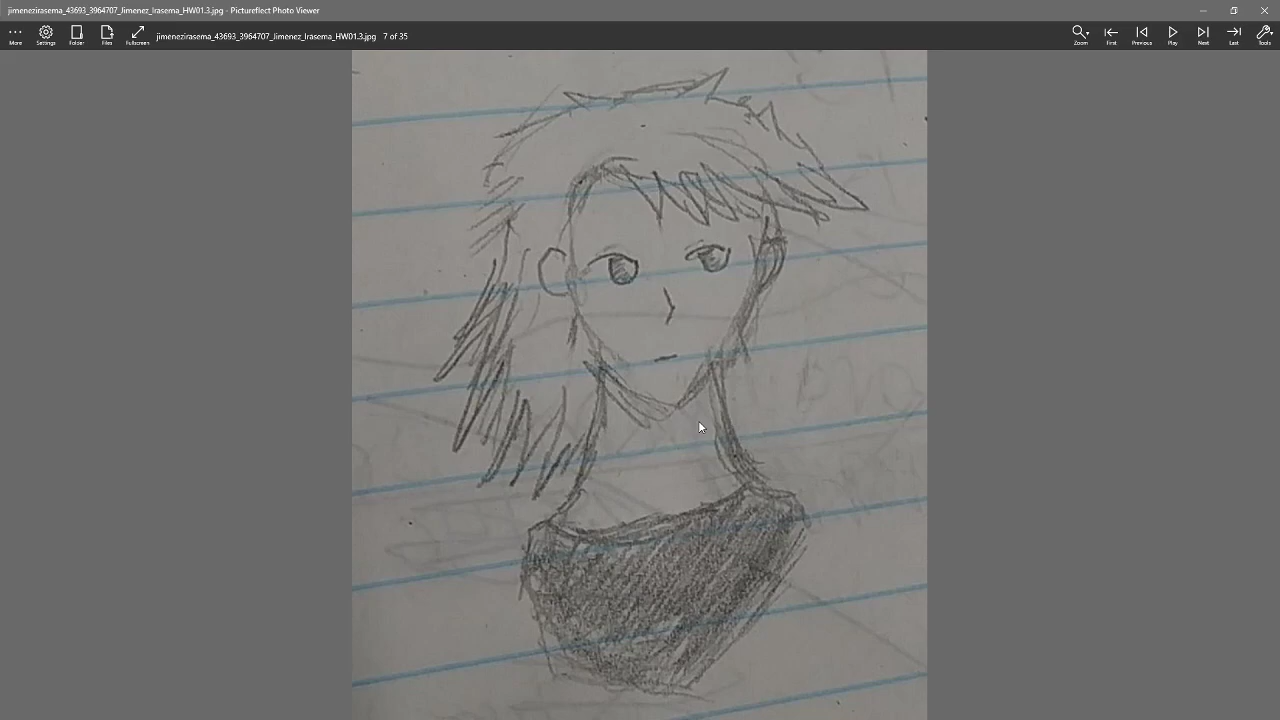 jimenezirasema_43693_3964707_Jimenez_Irasema_HW01.3.jpg - Pictureflect Photo Viewer
More
Settings
Folder
Files
Fullscreen
jimenezirasema_43693_3964707_Jimenez_Irasema_HW01.3.jpg 7 of 35
Zoom
First
Previous
Play
Next
Last
Tools